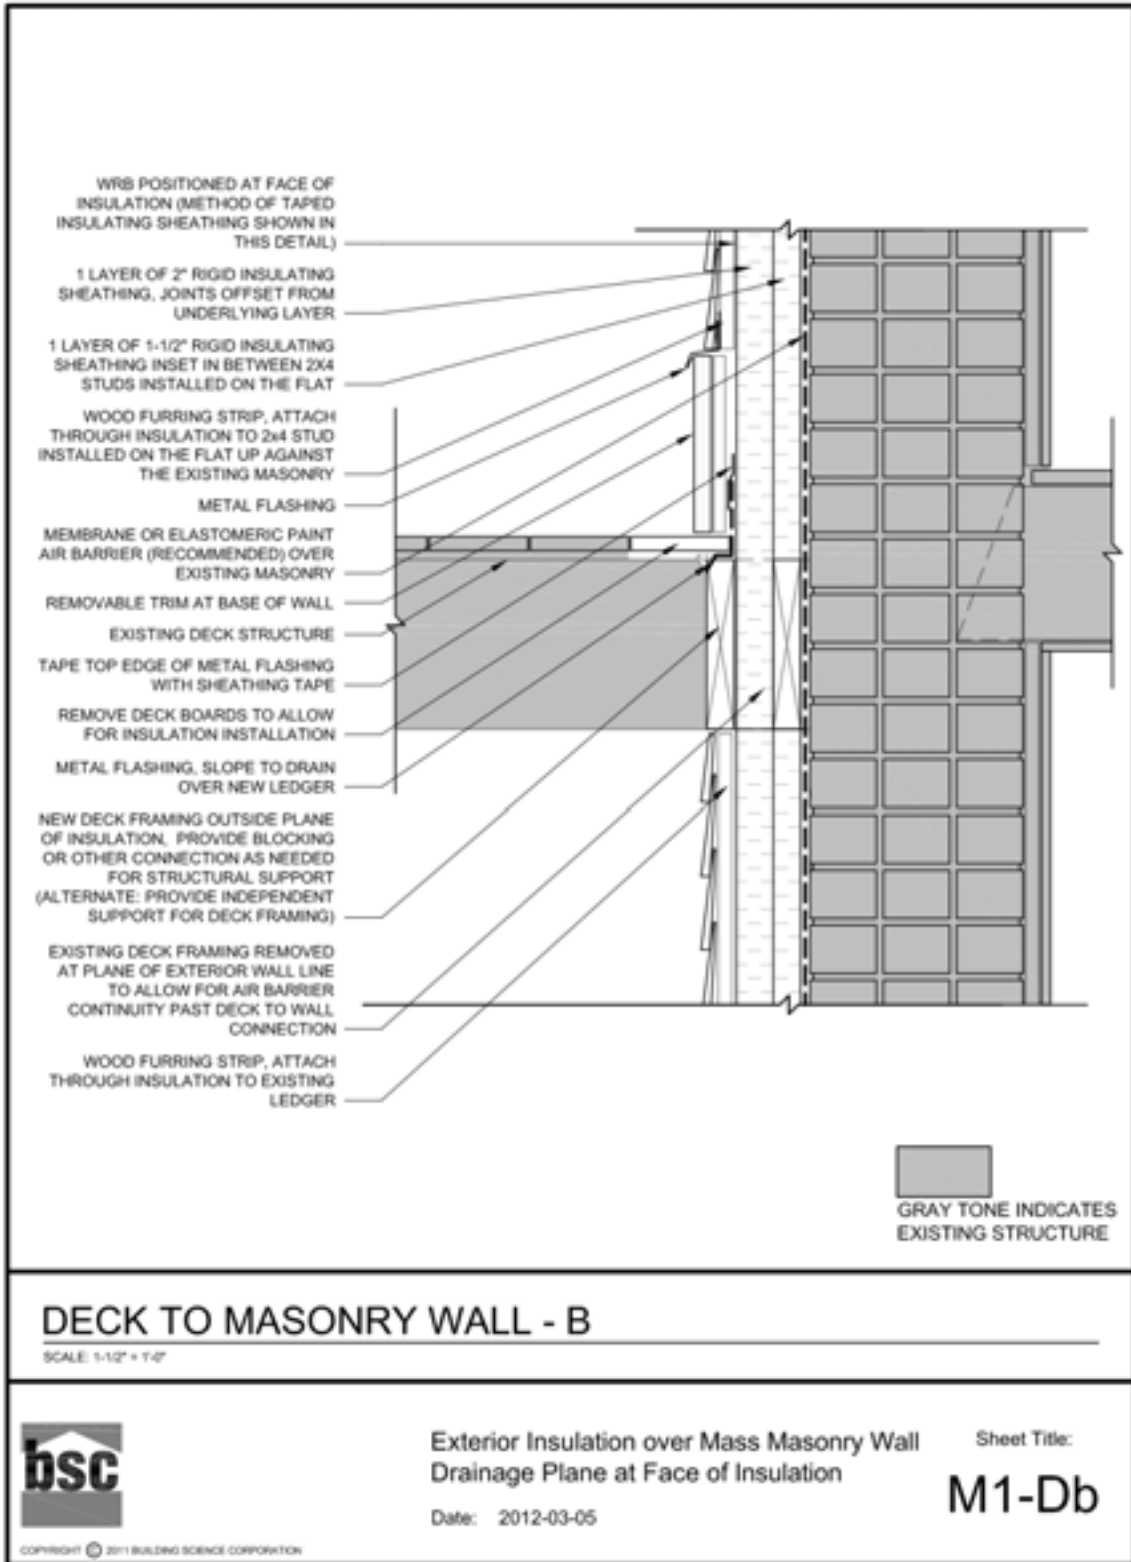 WRB POSITIONED AT FACE OF
INSULATION (METHOD OF TAPED
INSULATING SHEATHING SHOWN IN
THIS DETAIL)
1 LAYER OF 2" RIGID INSULATING
SHEATHING, JOINTS OFFSET FROM
UNDERLYING LAYER
1 LAYER OF 1-1/2" RIGID INSULATING
SHEATHING INSET IN BETWEEN 2X4
STUDS INSTALLED ON THE FLAT
WOOD FURRING STRIP, ATTACH
THROUGH INSULATION TO 2x4 STUD
INSTALLED ON THE FLAT UP AGAINST
THE EXISTING MASONRY
METAL FLASHING
MEMBRANE OR ELASTOMERIC PAINT
AIR BARRIER (RECOMMENDED) OVER
EXISTING MASONRY
REMOVABLE TRIM AT BASE OF WALL
EXISTING DECK STRUCTURE
TAPE TOP EDGE OF METAL FLASHING
WITH SHEATHING TAPE
REMOVE DECK BOARDS TO ALLOW
FOR INSULATION INSTALLATION
METAL FLASHING, SLOPE TO DRAIN
OVER NEW LEDGER
NEW DECK FRAMING OUTSIDE PLANE
OF INSULATION, PROVIDE BLOCKING
OR OTHER CONNECTION AS NEEDED
FOR STRUCTURAL SUPPORT
(ALTERNATE: PROVIDE INDEPENDENT
SUPPORT FOR DECK FRAMING)
EXISTING DECK FRAMING REMOVED
AT PLANE OF EXTERIOR WALL LINE
TO ALLOW FOR AIR BARRIER
CONTINUITY PAST DECK TO WALL
CONNECTION
WOOD FURRING STRIP, ATTACH
THROUGH INSULATION TO EXISTING
LEDGER
GRAY TONE INDICATES
EXISTING STRUCTURE
DECK TO MASONRY WALL - B
SCALE: 1-1/2" = 1'-0"
bsc
Exterior Insulation over Mass Masonry Wall
Drainage Plane at Face of Insulation
Date: 2012-03-05
Sheet Title:
M1-Db
COPYRIGHT © 2011 BUILDING SCIENCE CORPORATION